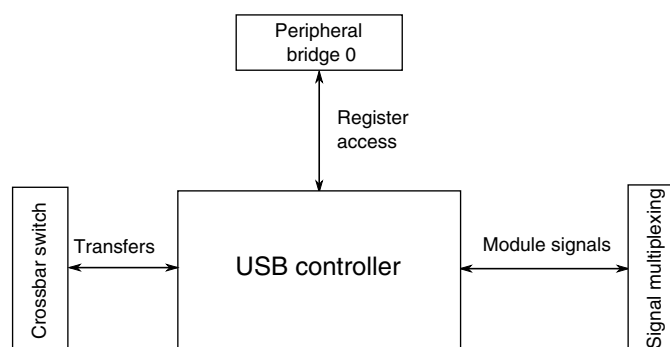 Peripheral
bridge 0
Register
access
Crossbar switch
Transfers
USB controller
Module signals
Signal multiplexing